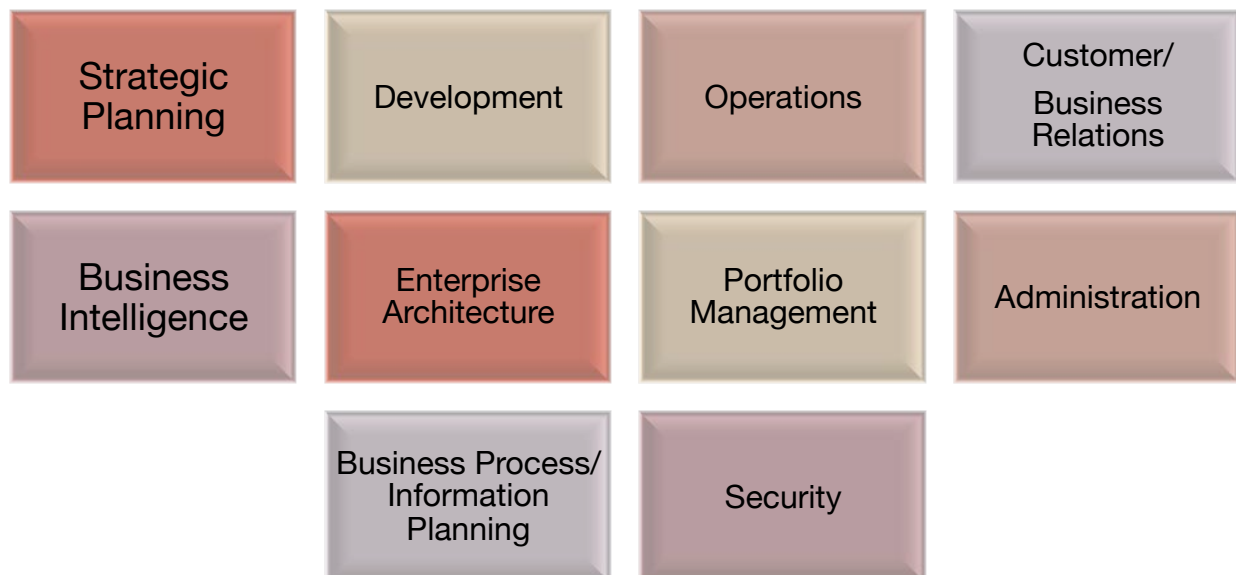 Strategic
Planning
Development
Operations
Customer/
Business
Relations
Business
Intelligence
Enterprise
Architecture
Portfolio
Management
Administration
Business Process/
Information
Planning
Security